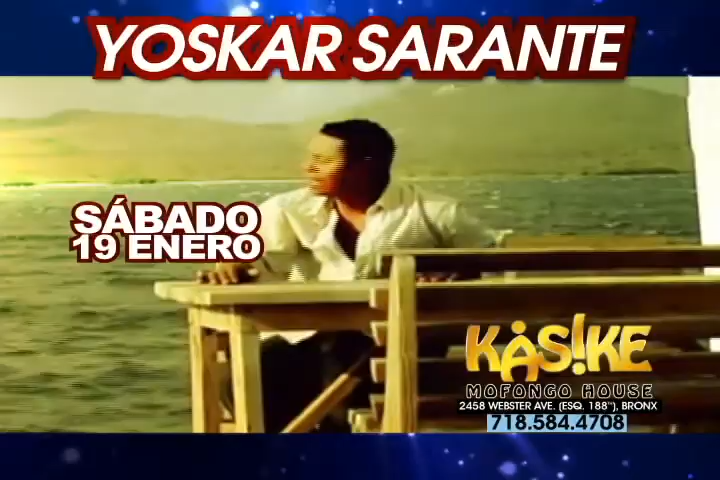 YOSKAR SARANTE
SÁBADO
19 ENERO
KAS!KE
MOFONGO HOUSE
2458 WEBSTER AVE. (ESQ. 188TH), BRONX
718.584.4708